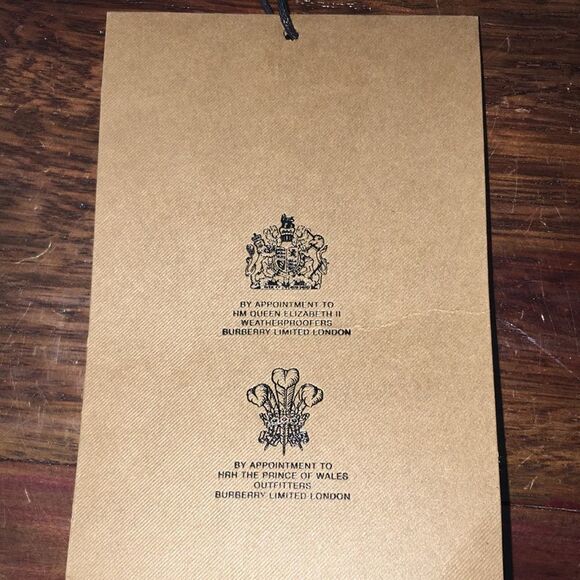 BY APPOINTMENT TO
HM QUEEN ELIZABETH II
WEATHERPROOFERS
BURBERRY LIMITED LONDON
BY APPOINTMENT TO
HRH THE PRINCE OF WALES
OUTFITTERS
BURBERRY LIMITED LONDON